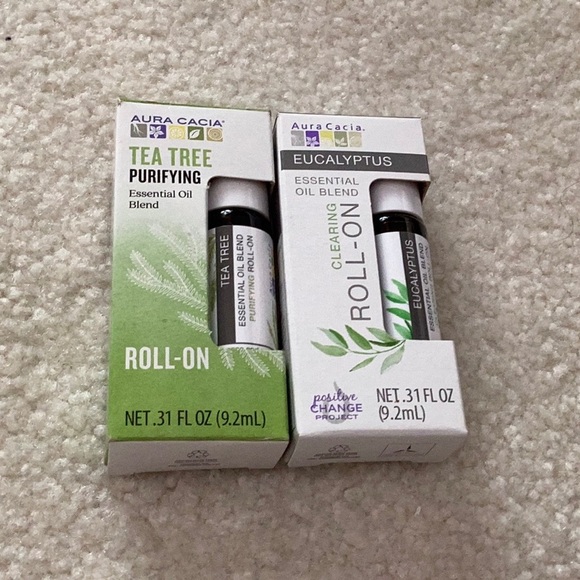 AURA CACIA®
TEA TREE
PURIFYING
Essential Oil
Blend
TEA TREE
ESSENTIAL OIL BLEND
PURIFYING ROLL-ON
ROLL-ON
NET .31 FL OZ (9.2mL)
Aura Cacia®
EUCALYPTUS
ESSENTIAL
OIL BLEND
CLEARING
ROLL-ON
EUCALYPTUS
ESSENTIAL OIL BLEND
positive
CHANGE
PROJECT
NET .31 FL OZ
(9.2mL)